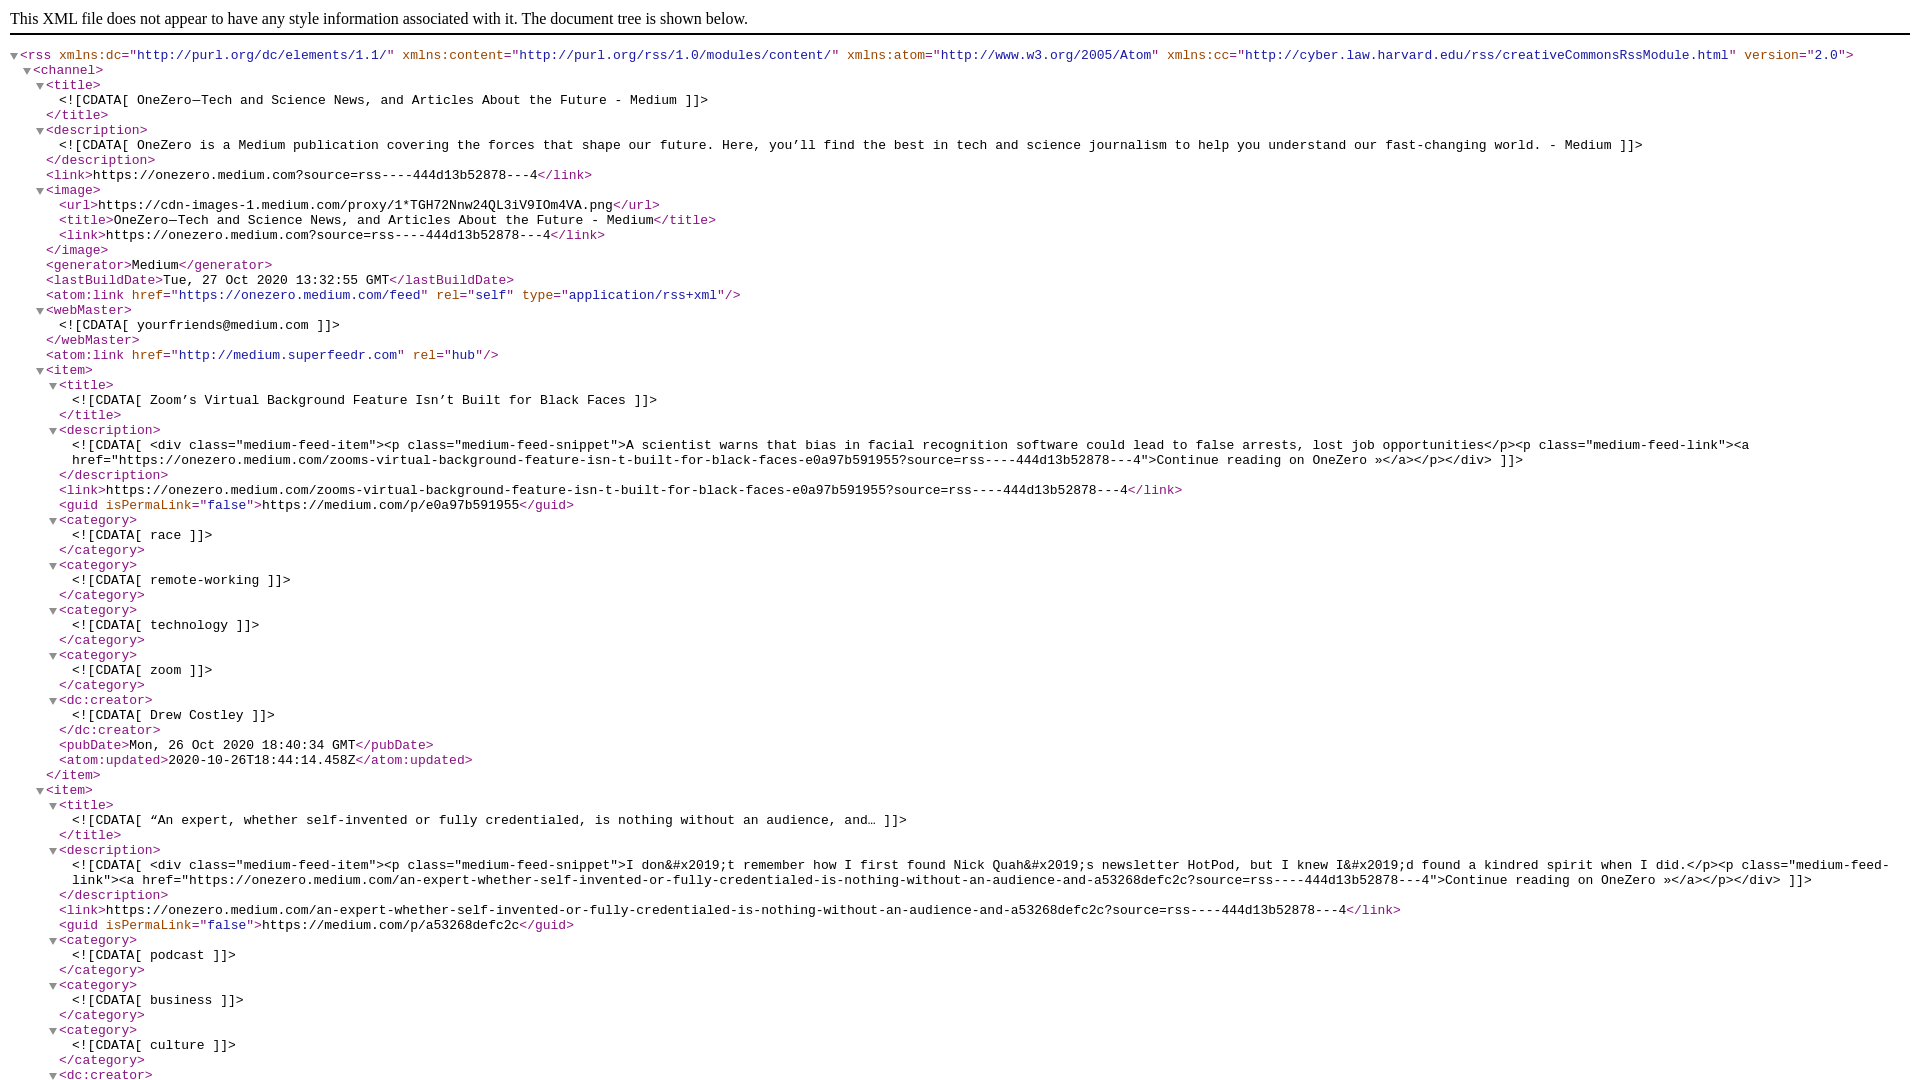 This XML file does not appear to have any style information associated with it. The document tree is shown below.
<rss xmlns:dc="http://purl.org/dc/elements/1.1/" xmlns:content="http://purl.org/rss/1.0/modules/content/" xmlns:atom="http://www.w3.org/2005/Atom" xmlns:cc="http://cyber.law.harvard.edu/rss/creativeCommonsRssModule.html" version="2.0">
<channel>
<title>
<![CDATA[ OneZero—Tech and Science News, and Articles About the Future - Medium ]]>
</title>
<description>
<![CDATA[ OneZero is a Medium publication covering the forces that shape our future. Here, you’ll find the best in tech and science journalism to help you understand our fast-changing world. - Medium ]]>
</description>
<link>https://onezero.medium.com?source=rss----444d13b52878---4</link>
<image>
<url>https://cdn-images-1.medium.com/proxy/1*TGH72Nnw24QL3iV9IOm4VA.png</url>
<title>OneZero—Tech and Science News, and Articles About the Future - Medium</title>
<link>https://onezero.medium.com?source=rss----444d13b52878---4</link>
</image>
<generator>Medium</generator>
<lastBuildDate>Tue, 27 Oct 2020 13:32:55 GMT</lastBuildDate>
<atom:link href="https://onezero.medium.com/feed" rel="self" type="application/rss+xml"/>
<webMaster>
<![CDATA[ yourfriends@medium.com ]]>
</webMaster>
<atom:link href="http://medium.superfeedr.com" rel="hub"/>
<item>
<title>
<![CDATA[ Zoom’s Virtual Background Feature Isn’t Built for Black Faces ]]>
</title>
<description>
<![CDATA[ <div class="medium-feed-item"><p class="medium-feed-snippet">A scientist warns that bias in facial recognition software could lead to false arrests, lost job opportunities</p><p class="medium-feed-link"><a
href="https://onezero.medium.com/zooms-virtual-background-feature-isn-t-built-for-black-faces-e0a97b591955?source=rss----444d13b52878---4">Continue reading on OneZero »</a></p></div> ]]>
</description>
<link>https://onezero.medium.com/zooms-virtual-background-feature-isn-t-built-for-black-faces-e0a97b591955?source=rss----444d13b52878---4</link>
<guid isPermaLink="false">https://medium.com/p/e0a97b591955</guid>
<category>
<![CDATA[ race ]]>
</category>
<category>
<![CDATA[ remote-working ]]>
</category>
<category>
<![CDATA[ technology ]]>
</category>
<category>
<![CDATA[ zoom ]]>
</category>
<dc:creator>
<![CDATA[ Drew Costley ]]>
</dc:creator>
<pubDate>Mon, 26 Oct 2020 18:40:34 GMT</pubDate>
<atom:updated>2020-10-26T18:44:14.458Z</atom:updated>
</item>
<item>
<title>
<![CDATA[ “An expert, whether self-invented or fully credentialed, is nothing without an audience, and… ]]>
</title>
<description>
<![CDATA[ <div class="medium-feed-item"><p class="medium-feed-snippet">I don&#x2019;t remember how I first found Nick Quah&#x2019;s newsletter HotPod, but I knew I&#x2019;d found a kindred spirit when I did.</p><p class="medium-feed-
link"><a href="https://onezero.medium.com/an-expert-whether-self-invented-or-fully-credentialed-is-nothing-without-an-audience-and-a53268defc2c?source=rss----444d13b52878---4">Continue reading on OneZero »</a></p></div> ]]>
</description>
<link>https://onezero.medium.com/an-expert-whether-self-invented-or-fully-credentialed-is-nothing-without-an-audience-and-a53268defc2c?source=rss----444d13b52878---4</link>
<guid isPermaLink="false">https://medium.com/p/a53268defc2c</guid>
<category>
<![CDATA[ podcast ]]>
</category>
<category>
<![CDATA[ business ]]>
</category>
<category>
<![CDATA[ culture ]]>
</category>
<dc:creator>